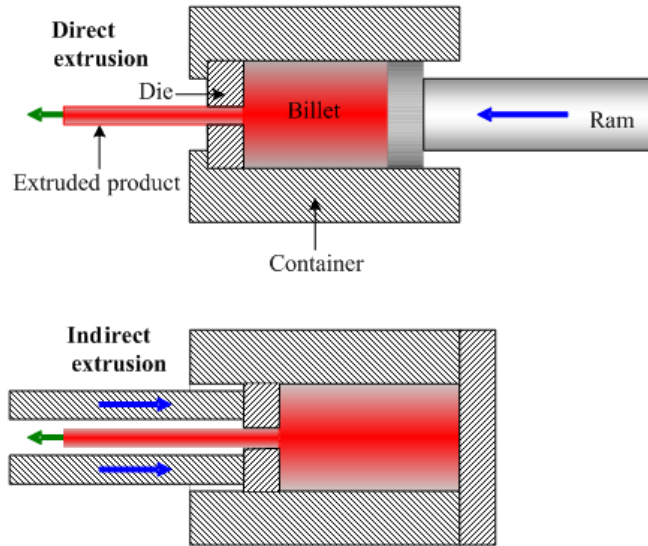 Direct
extrusion
Die
Billet
Ram
Extruded product
Container
Indirect
extrusion